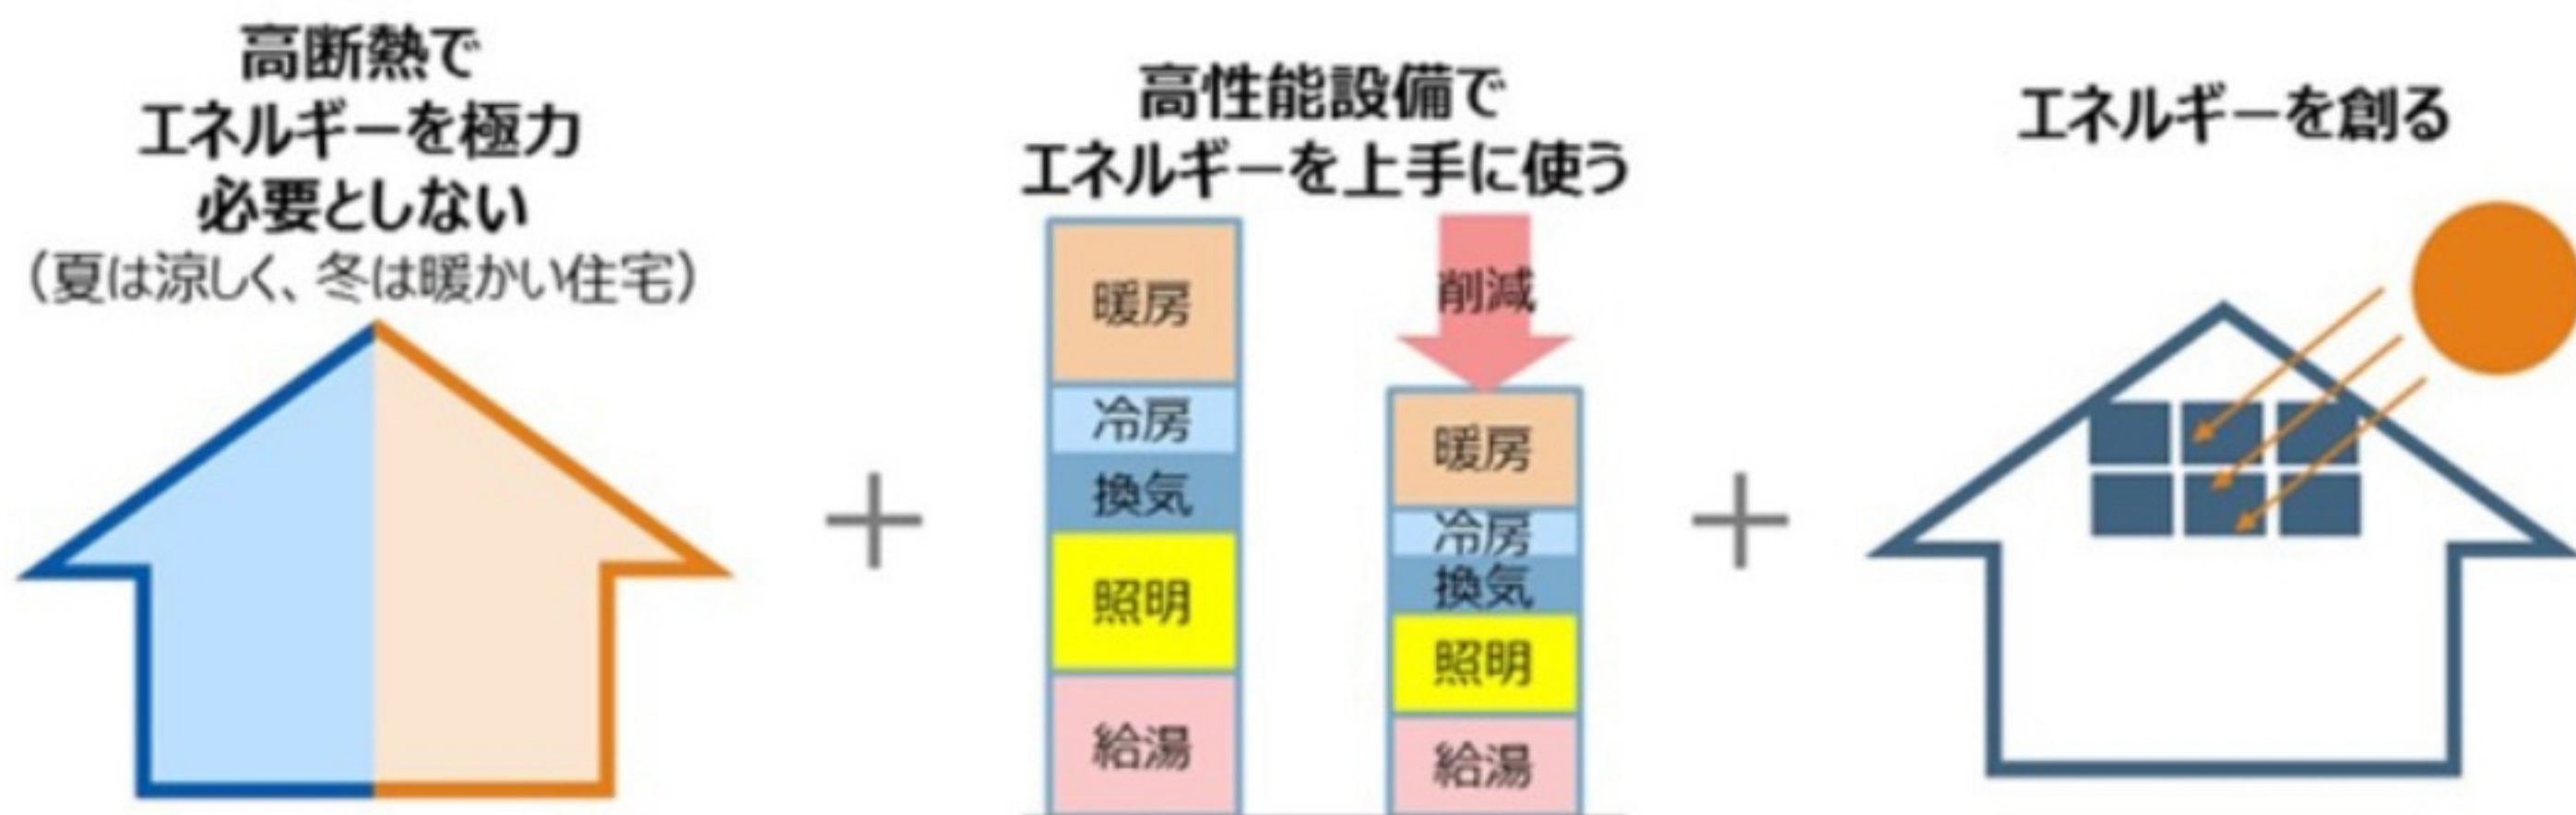 高断熱で
エネルギーを極力
必要としない
（夏は涼しく、冬は暖かい住宅）
高性能設備で
エネルギーを上手に使う
暖房
冷房
換気
照明
給湯
削減
暖房
冷房
換気
照明
給湯
エネルギーを創る